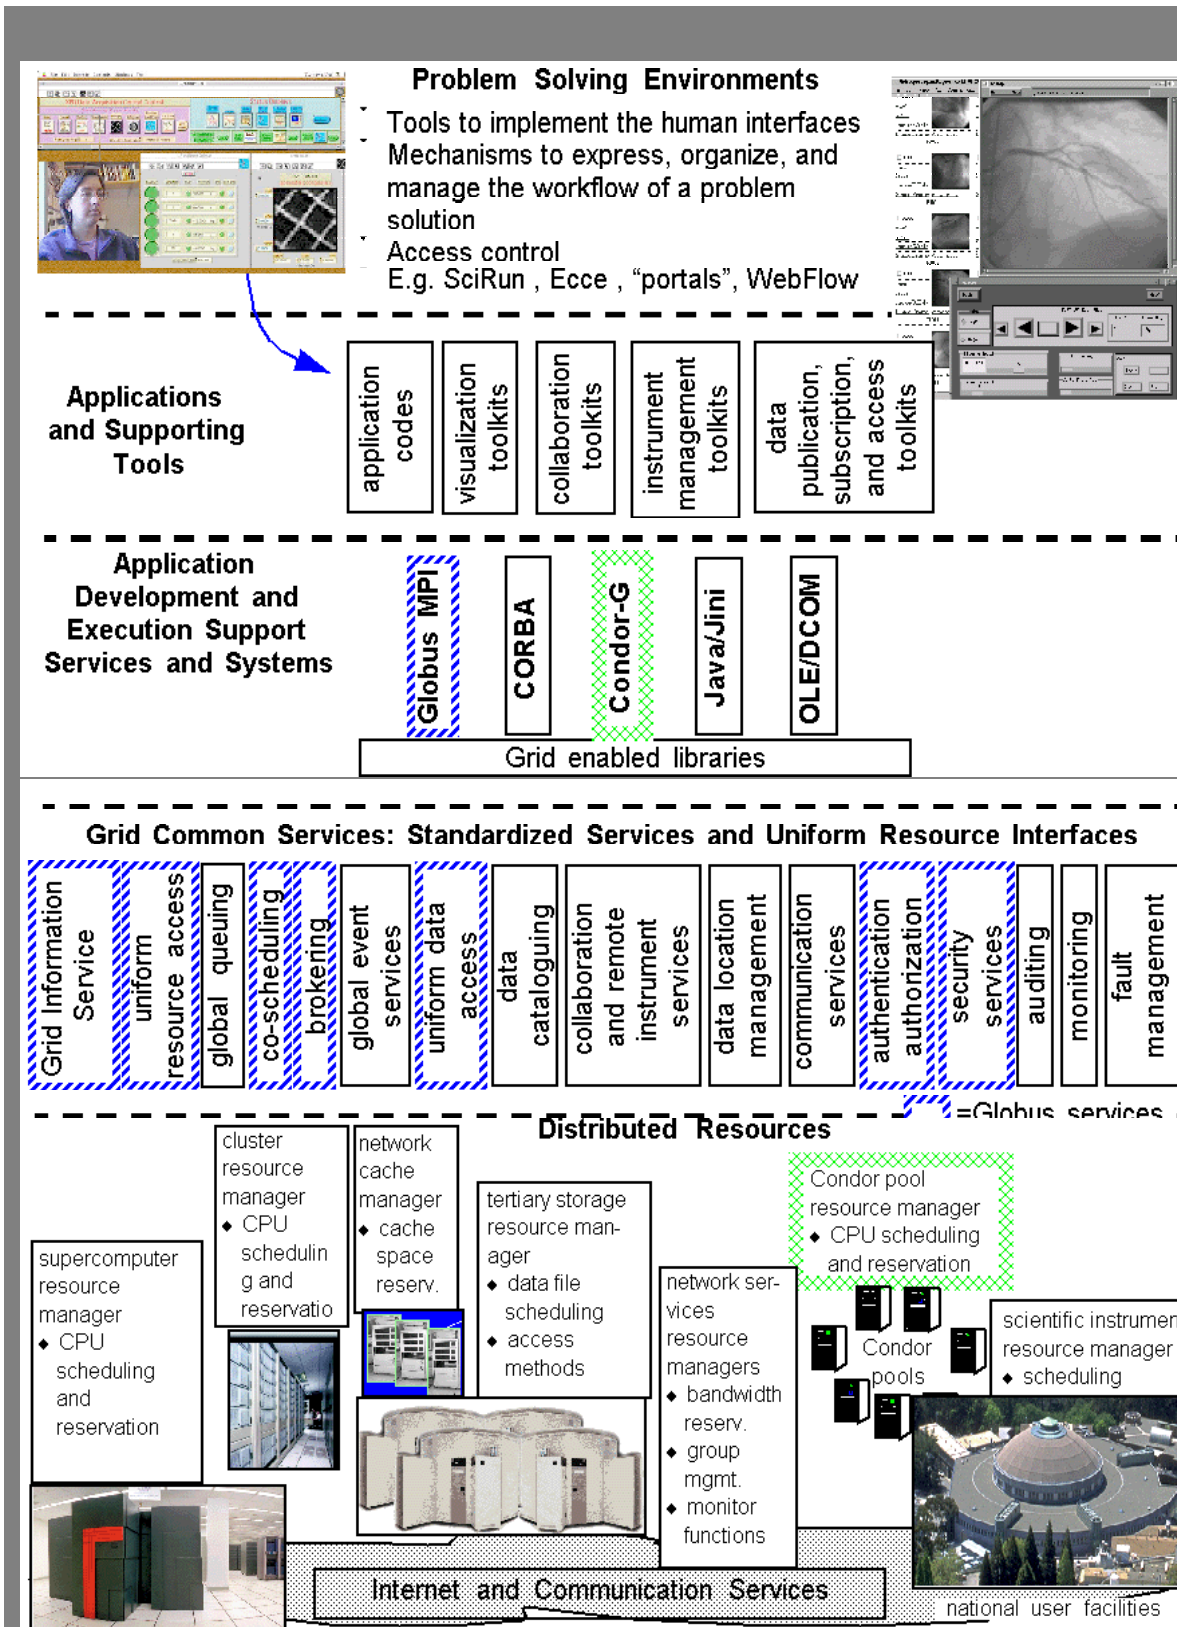 Problem Solving Environments
Tools to implement the human interfaces
Mechanisms to express, organize, and
manage the workflow of a problem
solution
Access control
E.g. SciRun , Ecce , “portals”, WebFlow
Applications
and Supporting
Tools
application
codes
visualization
toolkits
collaboration
toolkits
instrument
management
toolkits
data
publication,
subscription,
and access
toolkits
Application
Development and
Execution Support
Services and Systems
Globus MPI
CORBA
Condor-G
Java/Jini
OLE/DCOM
Grid enabled libraries
Grid Common Services: Standardized Services and Uniform Resource Interfaces
Grid Information
Service
uniform
resource access
global queuing
co-scheduling
brokering
global event
services
uniform data
access
data
cataloguing
collaboration
and remote
instrument
services
data location
management
communication
services
authentication
authorization
security
services
auditing
monitoring
fault
management
=Globus services
Distributed Resources
supercomputer
resource
manager
◆ CPU
scheduling
and
reservation
cluster
resource
manager
◆ CPU
schedulin
g and
reservatio
network
cache
manager
◆ cache
space
reserv.
tertiary storage
resource man-
ager
◆ data file
scheduling
◆ access
methods
network ser-
vices
resource
managers
◆ bandwidth
reserv.
◆ group
mgmt.
◆ monitor
functions
Condor pool
resource manager
◆ CPU scheduling
and reservation
Condor
pools
scientific instrumen
resource manager
◆ scheduling
Internet and Communication Services
national user facilities